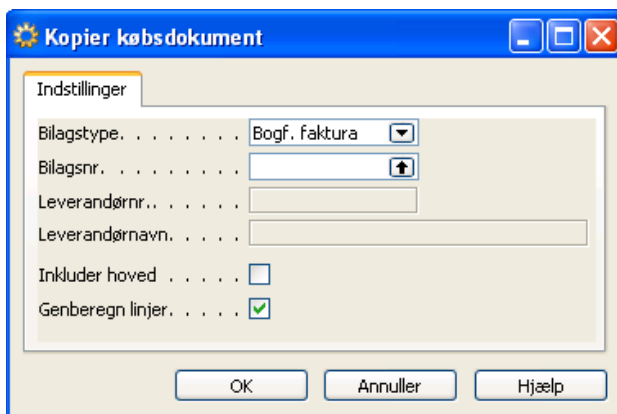 Kopier købsdokument
Indstillinger
Bilagstype. . . . . . . . Bogf. faktura
Bilagsnr. . . . . . . . . .
Leverandørnr.. . . . . .
Leverandørnavn. . . . .
Inkluder hoved . . . . .
Genberegn linjer. . . . .
OK Annuller Hjælp